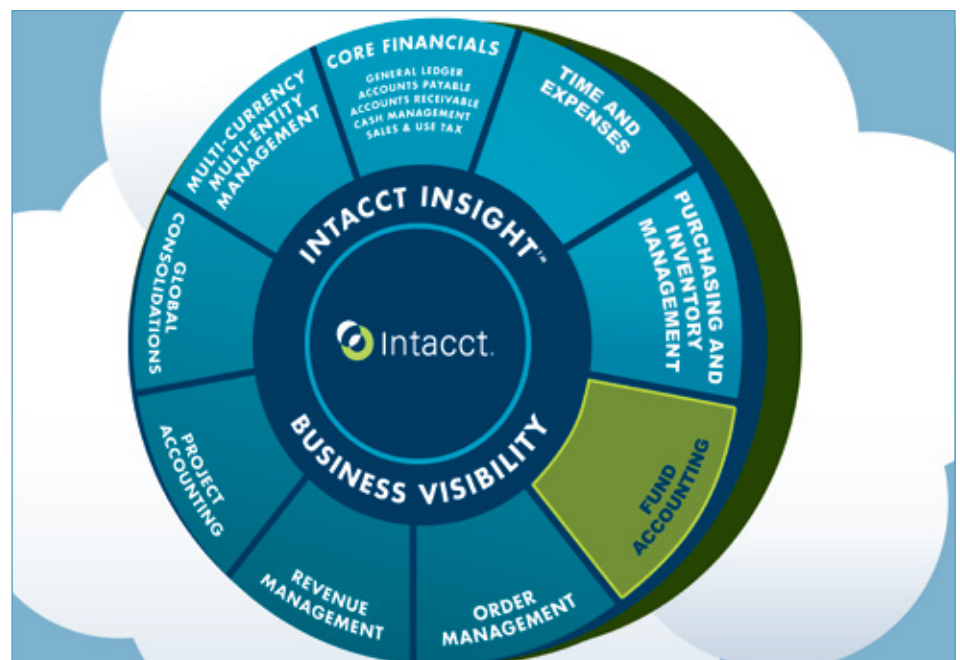 CORE FINANCIALS
GENERAL LEDGER
ACCOUNTS PAYABLE
ACCOUNTS RECEIVABLE
CASH MANAGEMENT
SALES & USE TAX
TIME AND
EXPENSES
PURCHASING AND
INVENTORY
MANAGEMENT
FUND
ACCOUNTING
ORDER
MANAGEMENT
REVENUE
MANAGEMENT
PROJECT
ACCOUNTING
GLOBAL
CONSOLIDATIONS
MULTI-CURRENCY
MULTI-ENTITY
MANAGEMENT
INTACCT INSIGHT™
Intacct.
BUSINESS VISIBILITY